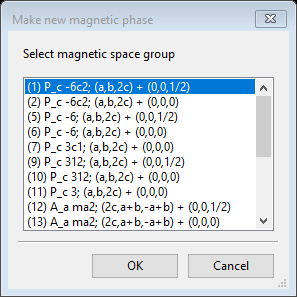 Make new magnetic phase
Select magnetic space group
(1) P_c -6c2; (a,b,2c) + (0,0,1/2)
(2) P_c -6c2; (a,b,2c) + (0,0,0)
(5) P_c -6; (a,b,2c) + (0,0,1/2)
(6) P_c -6; (a,b,2c) + (0,0,0)
(7) P_c 3c1; (a,b,2c) + (0,0,0)
(9) P_c 312; (a,b,2c) + (0,0,1/2)
(10) P_c 312; (a,b,2c) + (0,0,0)
(11) P_c 3; (a,b,2c) + (0,0,0)
(12) A_a ma2; (2c,a+b,-a+b) + (0,0,1/2)
(13) A_a ma2; (2c,a+b,-a+b) + (0,0,0)
OK Cancel